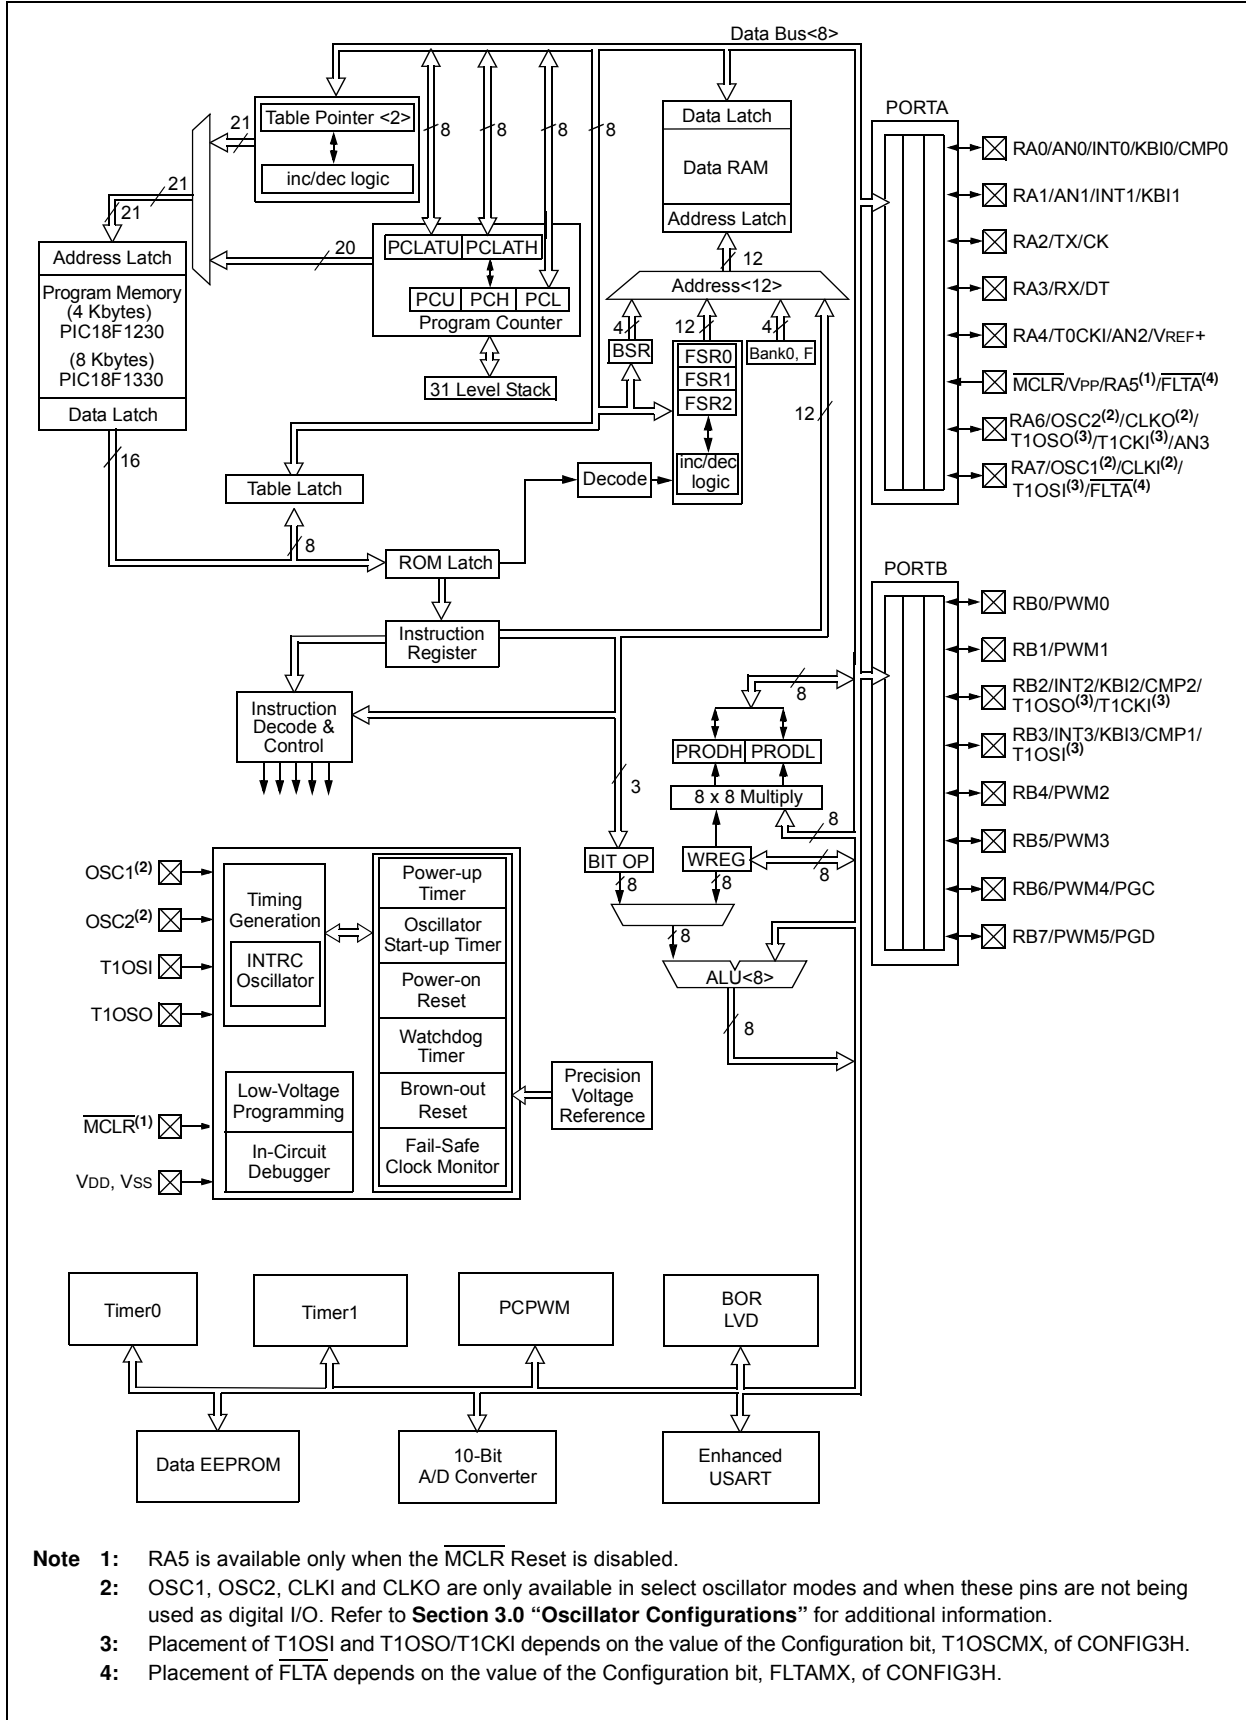 Data Bus<8>
Table Pointer <2>
inc/dec logic
21
21
21
8
8
8
8
Data Latch
Data RAM
Address Latch
12
Address<12>
PCLATU
PCLATH
PCU
PCH
PCL
Program Counter
20
31 Level Stack
Address Latch
Program Memory
(4 Kbytes)
PIC18F1230
(8 Kbytes)
PIC18F1330
Data Latch
16
4
12
4
BSR
FSR0
FSR1
FSR2
inc/dec
logic
Bank0, F
12
Table Latch
8
Decode
ROM Latch
Instruction
Register
Instruction
Decode &
Control
3
8
PRODH
PRODL
8 x 8 Multiply
8
BIT OP
WREG
8
8
8
8
ALU<8>
8
PORTA
RA0/AN0/INT0/KBI0/CMP0
RA1/AN1/INT1/KBI1
RA2/TX/CK
RA3/RX/DT
RA4/T0CKI/AN2/VREF+
MCLR/VPP/RA5(1)/FLTA(4)
RA6/OSC2(2)/CLKO(2)/
T1OSO(3)/T1CKI(3)/AN3
RA7/OSC1(2)/CLKI(2)/
T1OSI(3)/FLTA(4)
PORTB
RB0/PWM0
RB1/PWM1
RB2/INT2/KBI2/CMP2/
T1OSO(3)/T1CKI(3)
RB3/INT3/KBI3/CMP1/
T1OSI(3)
RB4/PWM2
RB5/PWM3
RB6/PWM4/PGC
RB7/PWM5/PGD
OSC1(2)
OSC2(2)
T1OSI
T1OSO
MCLR(1)
VDD, VSS
Timing
Generation
INTRC
Oscillator
Low-Voltage
Programming
In-Circuit
Debugger
Power-up
Timer
Oscillator
Start-up Timer
Power-on
Reset
Watchdog
Timer
Brown-out
Reset
Fail-Safe
Clock Monitor
Precision
Voltage
Reference
Timer0
Timer1
PCPWM
BOR
LVD
Data EEPROM
10-Bit
A/D Converter
Enhanced
USART
Note 1: RA5 is available only when the MCLR Reset is disabled.
2: OSC1, OSC2, CLKI and CLKO are only available in select oscillator modes and when these pins are not being
used as digital I/O. Refer to Section 3.0 “Oscillator Configurations” for additional information.
3: Placement of T1OSI and T1OSO/T1CKI depends on the value of the Configuration bit, T1OSCMX, of CONFIG3H.
4: Placement of FLTA depends on the value of the Configuration bit, FLTAMX, of CONFIG3H.